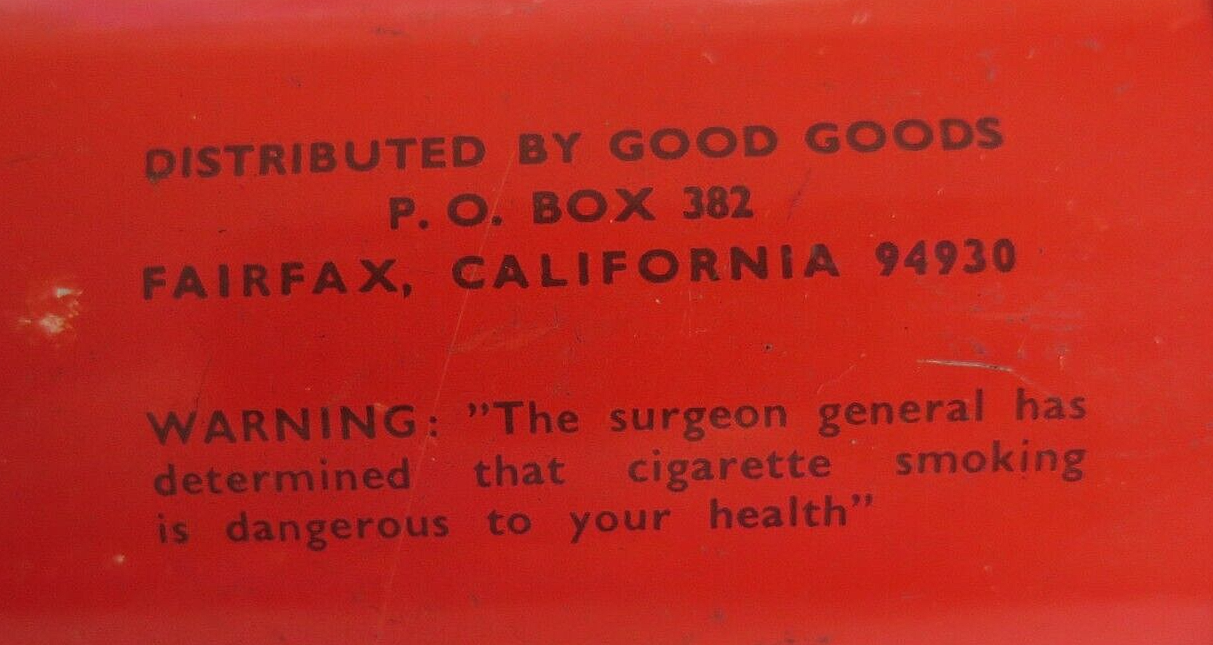 DISTRIBUTED BY GOOD GOODS
P. O. BOX 382
FAIRFAX, CALIFORNIA 94930
WARNING: ”The surgeon general has
determined that cigarette smoking
is dangerous to your health”